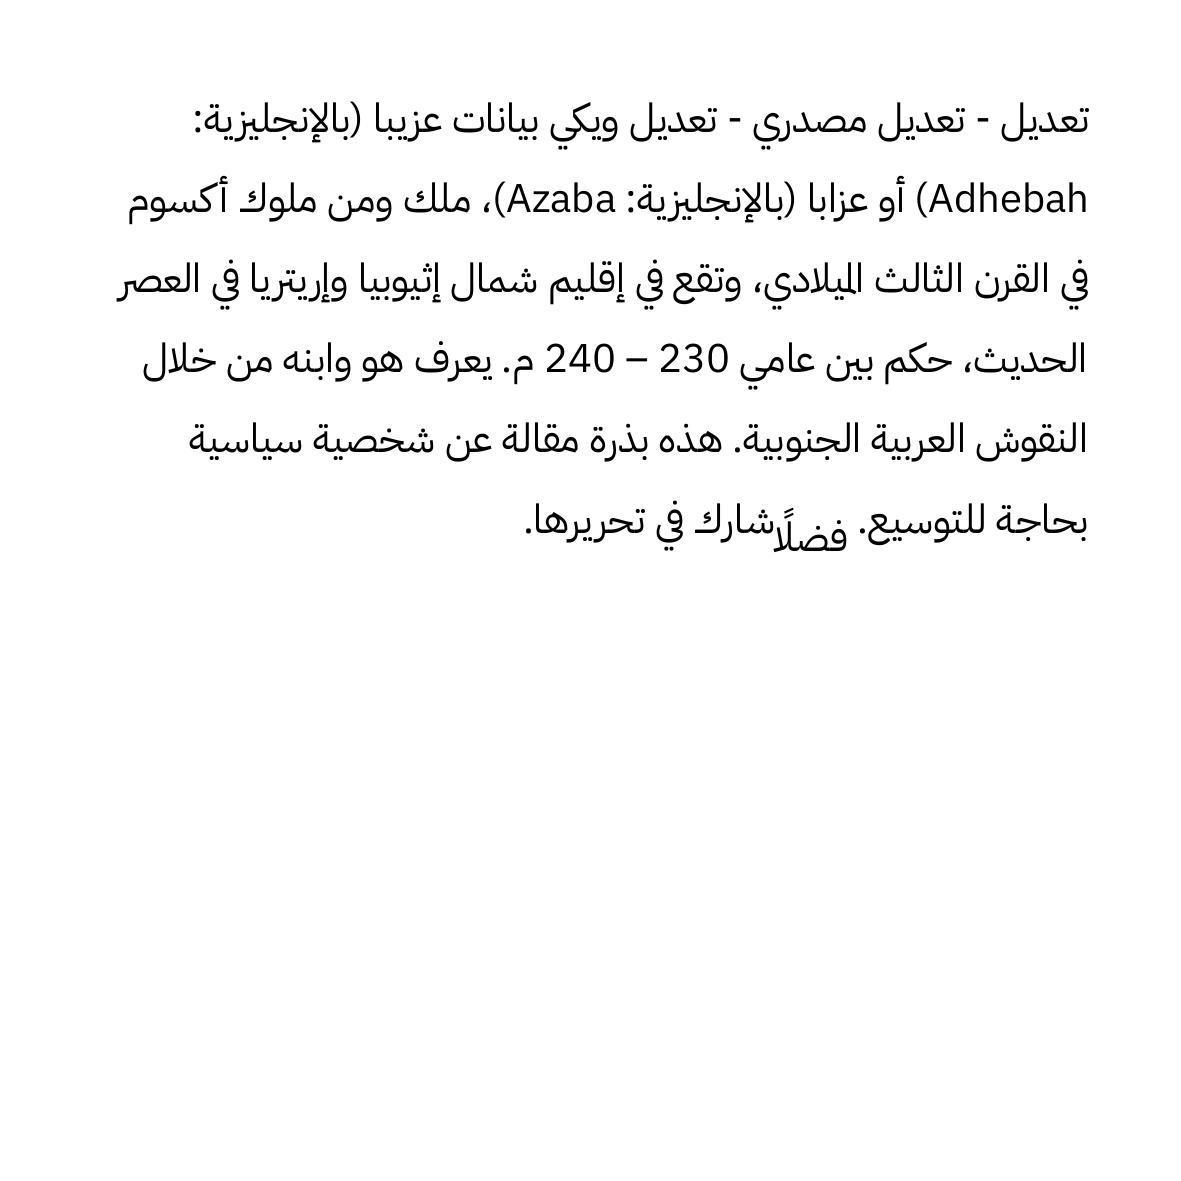 تعديل - تعديل مصدري - تعديل ويكي بيانات عزيبا (بالإنجليزية:
Adhebah) أو عزابا (بالإنجليزية: Azaba)، ملك ومن ملوك أكسوم
في القرن الثالث الميلادي، وتقع في إقليم شمال إثيوبيا وإريتريا في العصر
الحديث، حكم بين عامي 230 – 240 م. يعرف هو وابنه من خلال
النقوش العربية الجنوبية. هذه بذرة مقالة عن شخصية سياسية
بحاجة للتوسيع. فضلًا شارك في تحريرها.